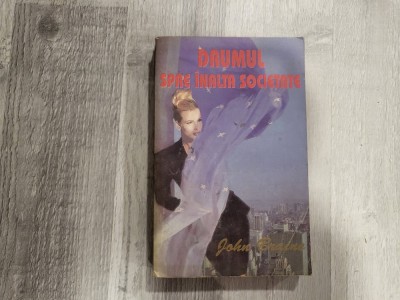 DRUMUL
SPRE ÎNALTA SOCIETATE
John Braine